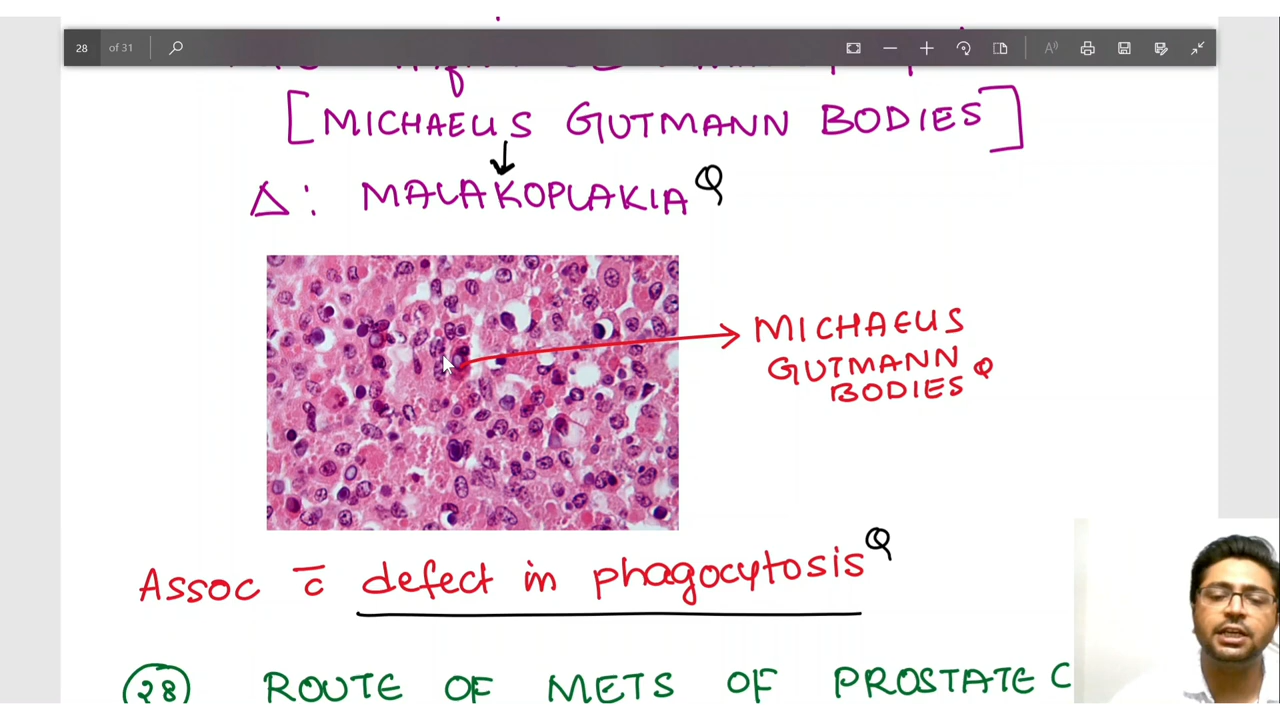 28 of 31
[MICHAELIS GUTMANN BODIES]
Δ: MALAKOPLAKIA Q
MICHAELIS
GUTMANN Q
BODIES
Assoc c̄ defect in phagocytosis Q
28 ROUTE OF METS OF PROSTATE C